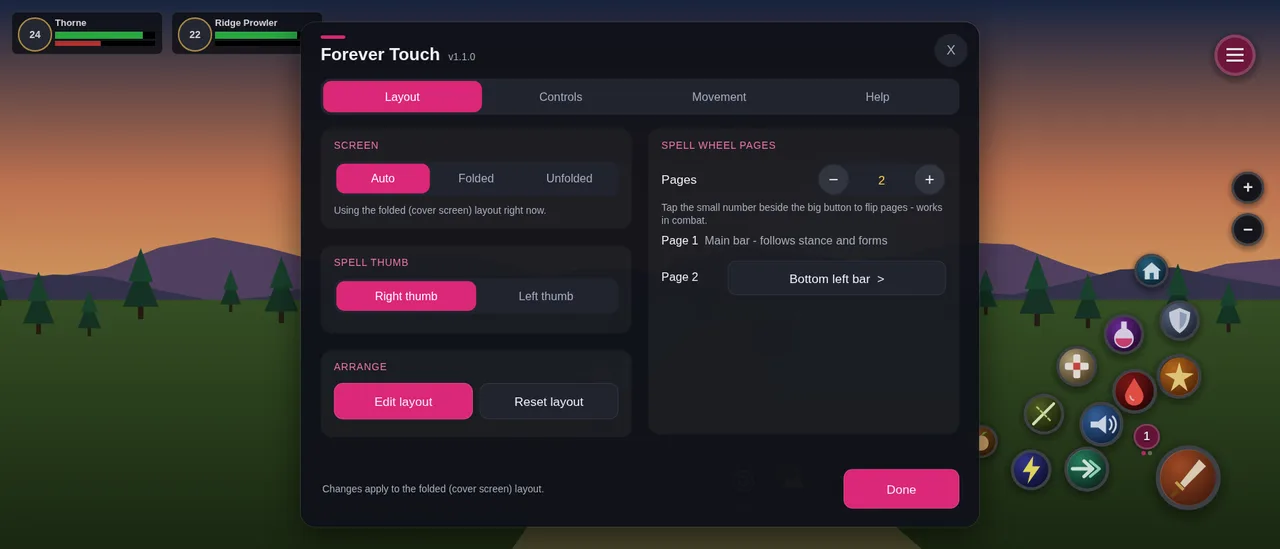 24
Thorne
22
Ridge Prowler
Forever Touch v1.1.0
X
Layout
Controls
Movement
Help
SCREEN
Auto
Folded
Unfolded
Using the folded (cover screen) layout right now.
SPELL THUMB
Right thumb
Left thumb
ARRANGE
Edit layout
Reset layout
SPELL WHEEL PAGES
Pages
−
2
+
Tap the small number beside the big button to flip pages - works
in combat.
Page 1 Main bar - follows stance and forms
Page 2
Bottom left bar >
Changes apply to the folded (cover screen) layout.
Done
+
−
1